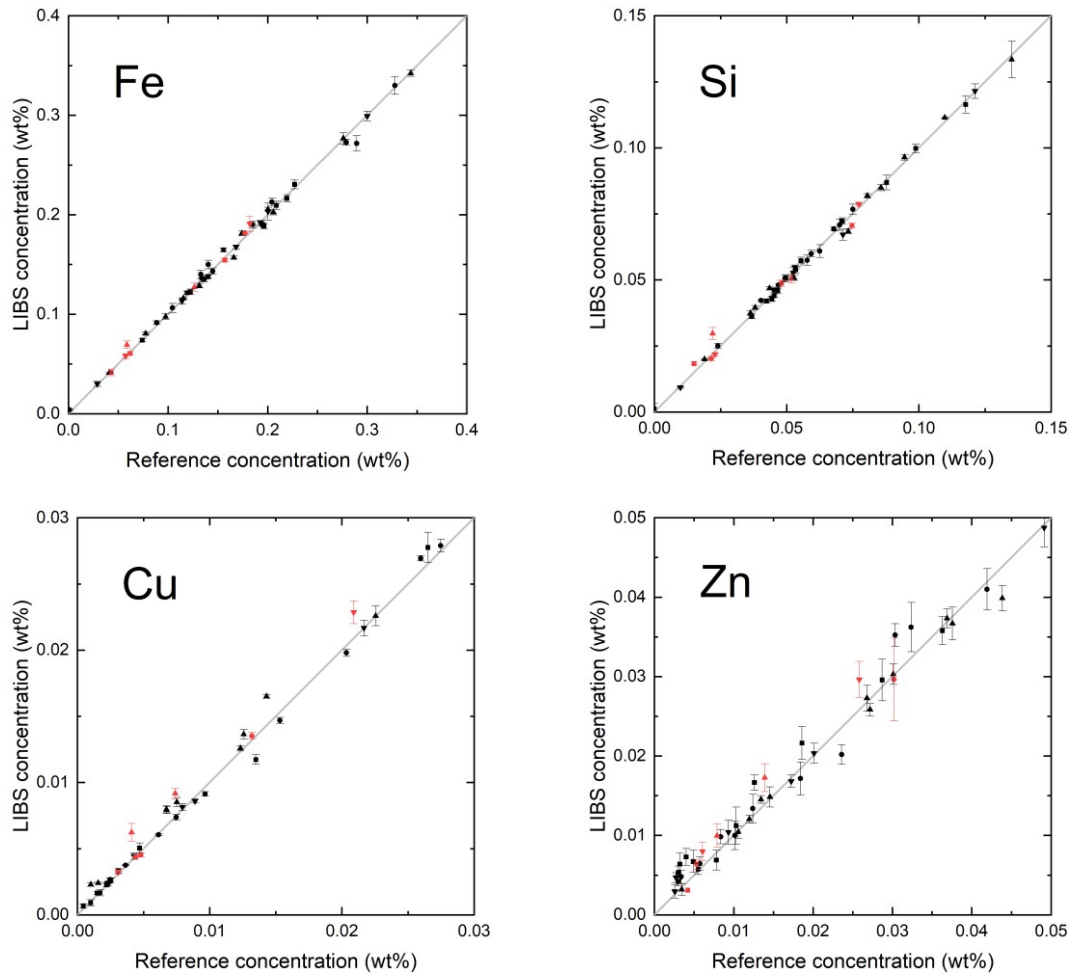 Fe
LIBS concentration (wt%)
0.4
0.3
0.2
0.1
0.0
0.0 0.1 0.2 0.3 0.4
Reference concentration (wt%)
Si
LIBS concentration (wt%)
0.15
0.10
0.05
0.00
0.00 0.05 0.10 0.15
Reference concentration (wt%)
Cu
LIBS concentration (wt%)
0.03
0.02
0.01
0.00
0.00 0.01 0.02 0.03
Reference concentration (wt%)
Zn
LIBS concentration (wt%)
0.05
0.04
0.03
0.02
0.01
0.00
0.00 0.01 0.02 0.03 0.04 0.05
Reference concentration (wt%)